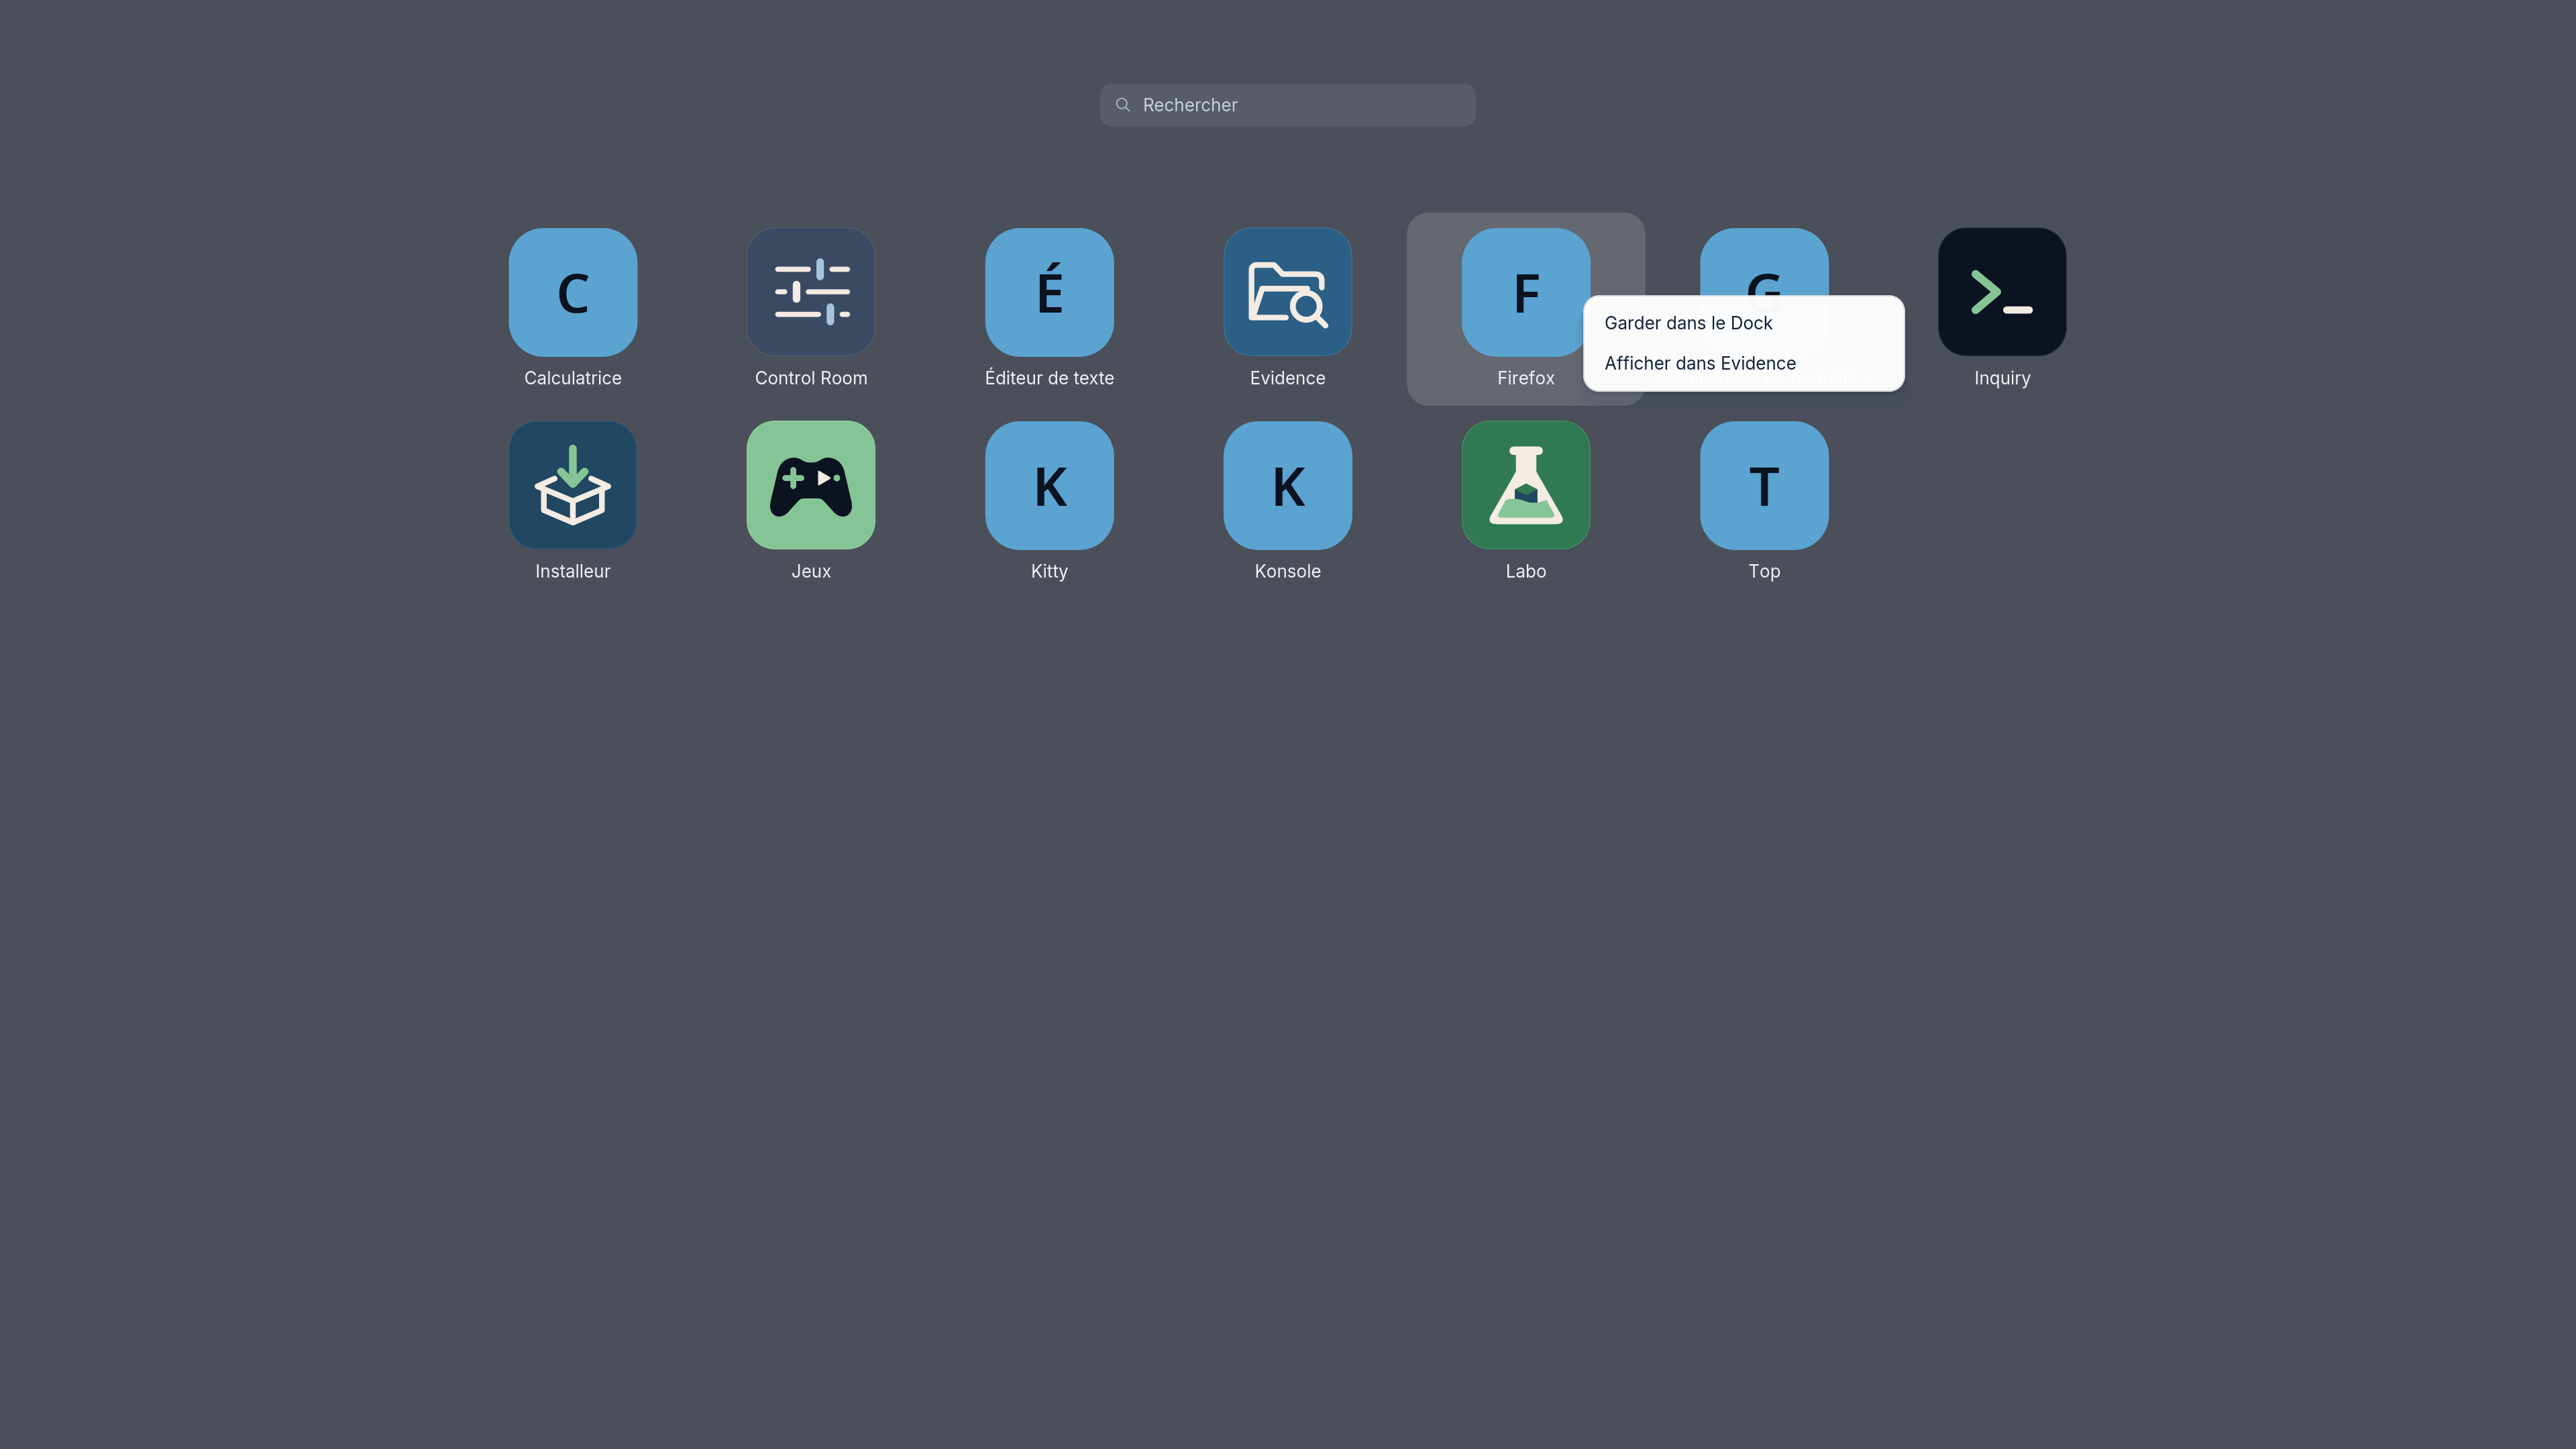 Rechercher
C
É
F
G
Calculatrice
Control Room
Éditeur de texte
Evidence
Firefox
Garder dans le Dock
Afficher dans Evidence
Inquiry
K
K
T
Installeur
Jeux
Kitty
Konsole
Labo
Top